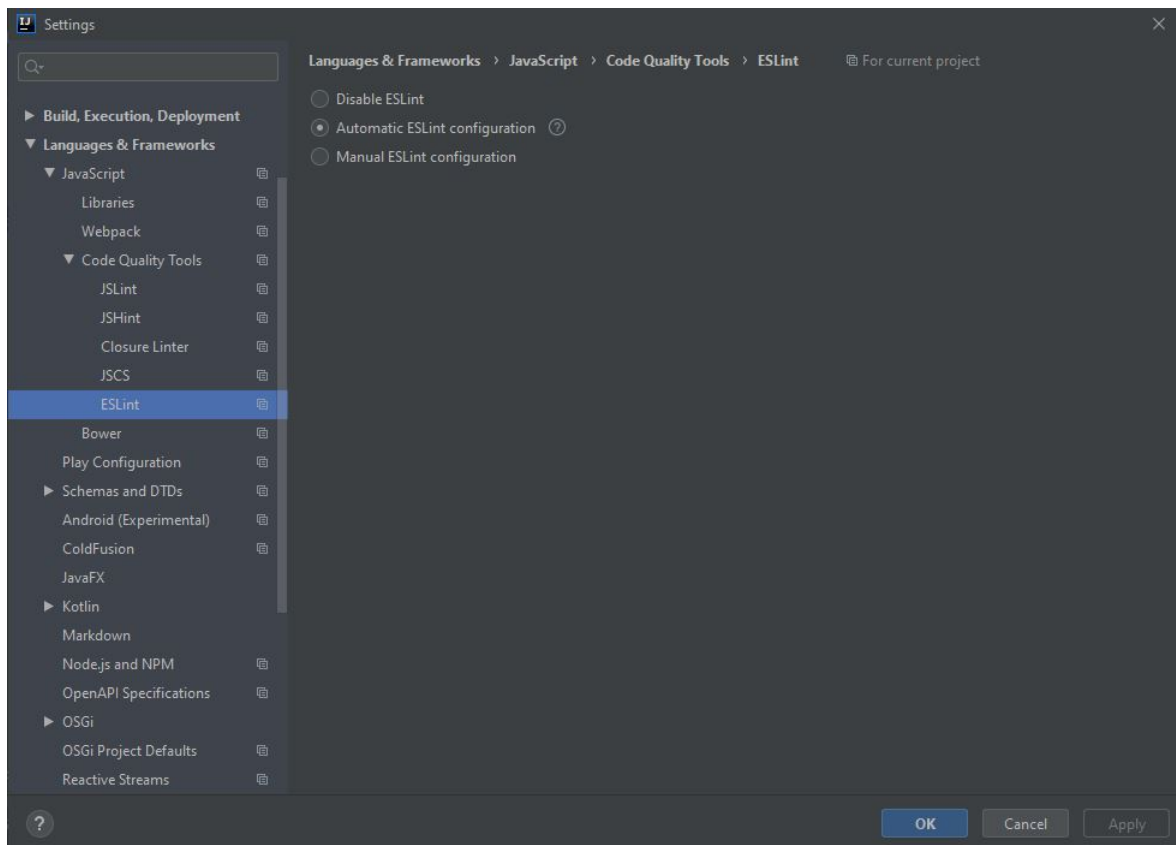 IJ Settings
Languages & Frameworks › JavaScript › Code Quality Tools › ESLint For current project
Disable ESLint
Automatic ESLint configuration ?
Manual ESLint configuration
Build, Execution, Deployment
Languages & Frameworks
JavaScript
Libraries
Webpack
Code Quality Tools
JSLint
JSHint
Closure Linter
JSCS
ESLint
Bower
Play Configuration
Schemas and DTDs
Android (Experimental)
ColdFusion
JavaFX
Kotlin
Markdown
Node.js and NPM
OpenAPI Specifications
OSGi
OSGi Project Defaults
Reactive Streams
? OK Cancel Apply